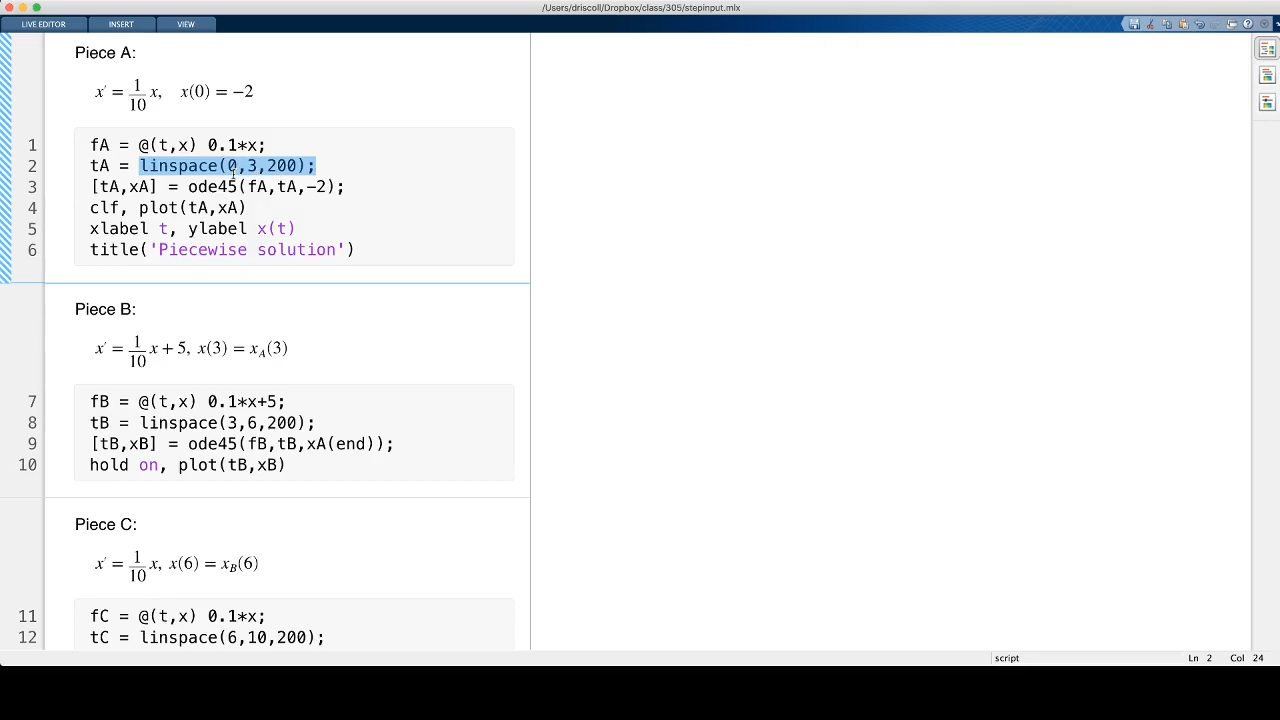 /Users/driscoll/Dropbox/class/305/stepinput.mlx
LIVE EDITOR INSERT VIEW
Piece A:
x′ = 1/10 x, x(0) = −2
1 fA = @(t,x) 0.1*x;
2 tA = linspace(0,3,200);
3 [tA,xA] = ode45(fA,tA,−2);
4 clf, plot(tA,xA)
5 xlabel t, ylabel x(t)
6 title('Piecewise solution')
Piece B:
x′ = 1/10 x + 5, x(3) = xA(3)
7 fB = @(t,x) 0.1*x+5;
8 tB = linspace(3,6,200);
9 [tB,xB] = ode45(fB,tB,xA(end));
10 hold on, plot(tB,xB)
Piece C:
x′ = 1/10 x, x(6) = xB(6)
11 fC = @(t,x) 0.1*x;
12 tC = linspace(6,10,200);
script Ln 2 Col 24